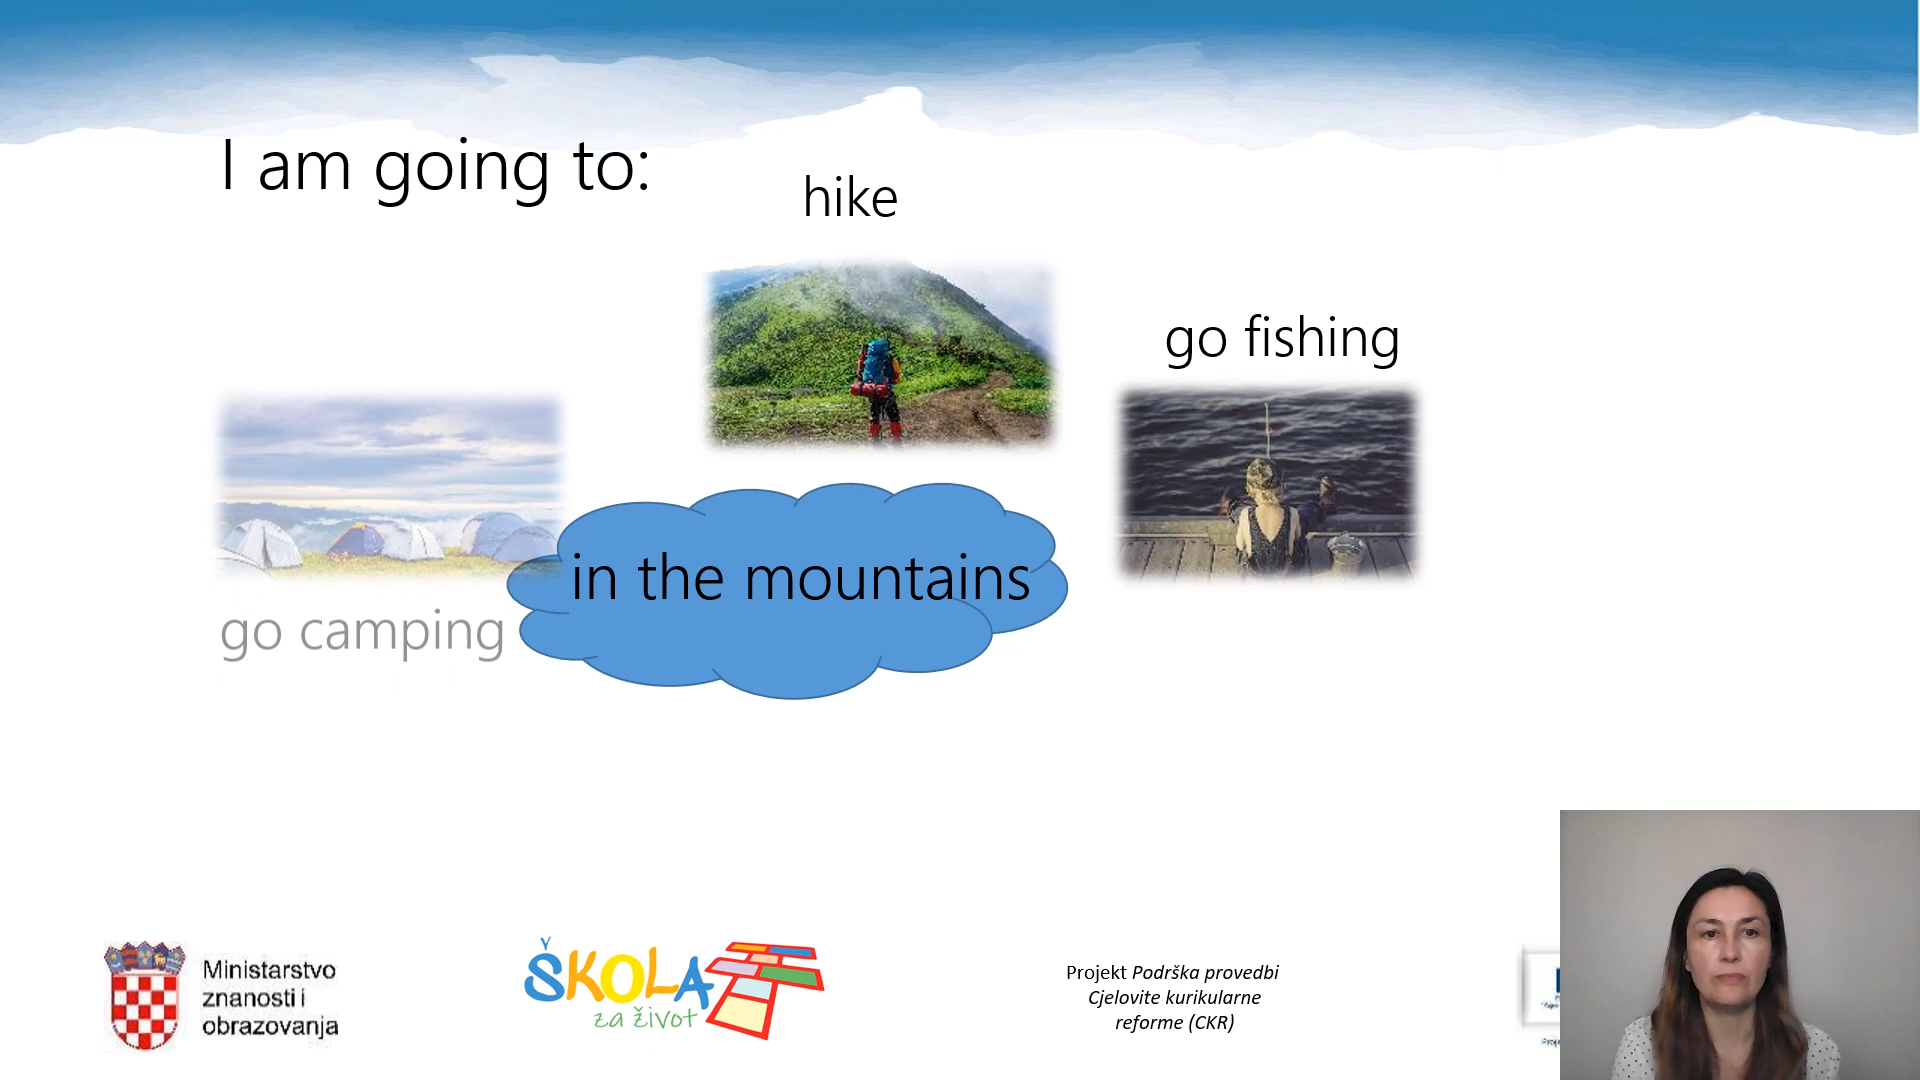 I am going to:
hike
go fishing
in the mountains
go camping
Ministarstvo
znanosti i
obrazovanja
ŠKOLA
za život
Projekt Podrška provedbi
Cjelovite kurikularne
reforme (CKR)